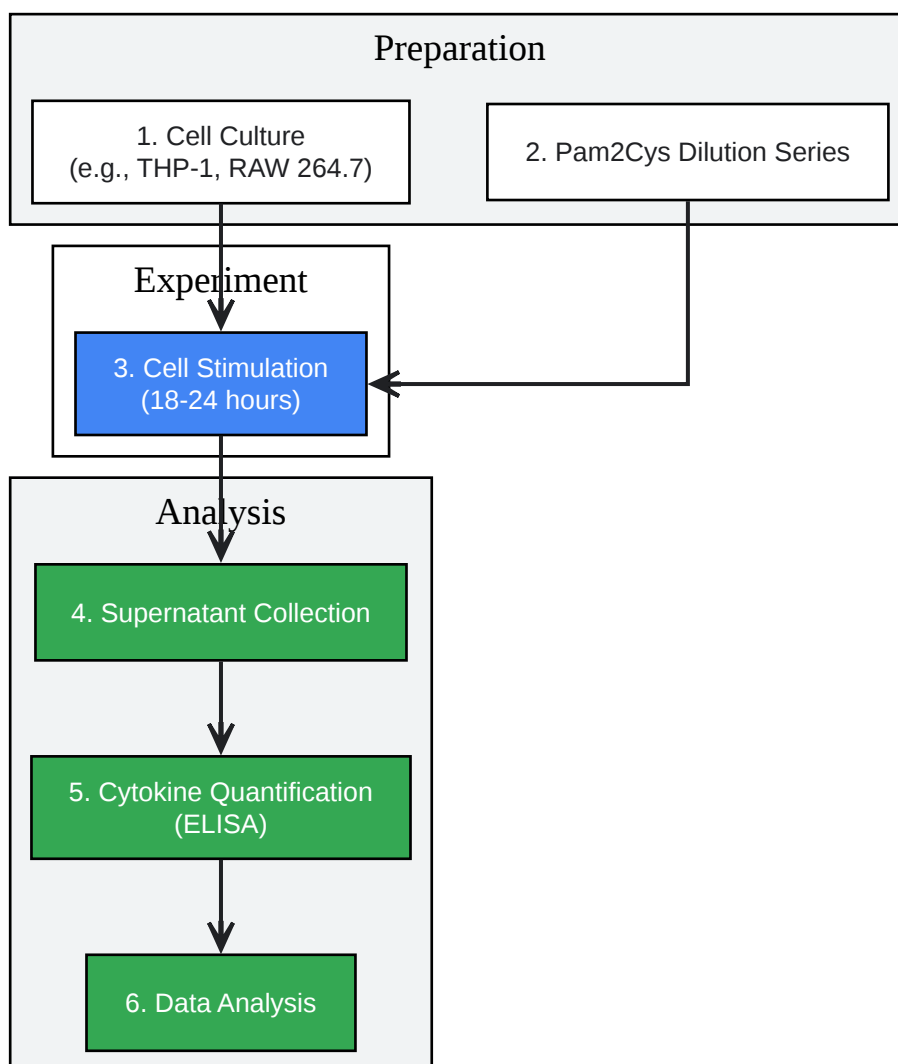 Preparation
1. Cell Culture
(e.g., THP-1, RAW 264.7)
2. Pam2Cys Dilution Series
Experiment
3. Cell Stimulation
(18-24 hours)
Analysis
4. Supernatant Collection
5. Cytokine Quantification
(ELISA)
6. Data Analysis